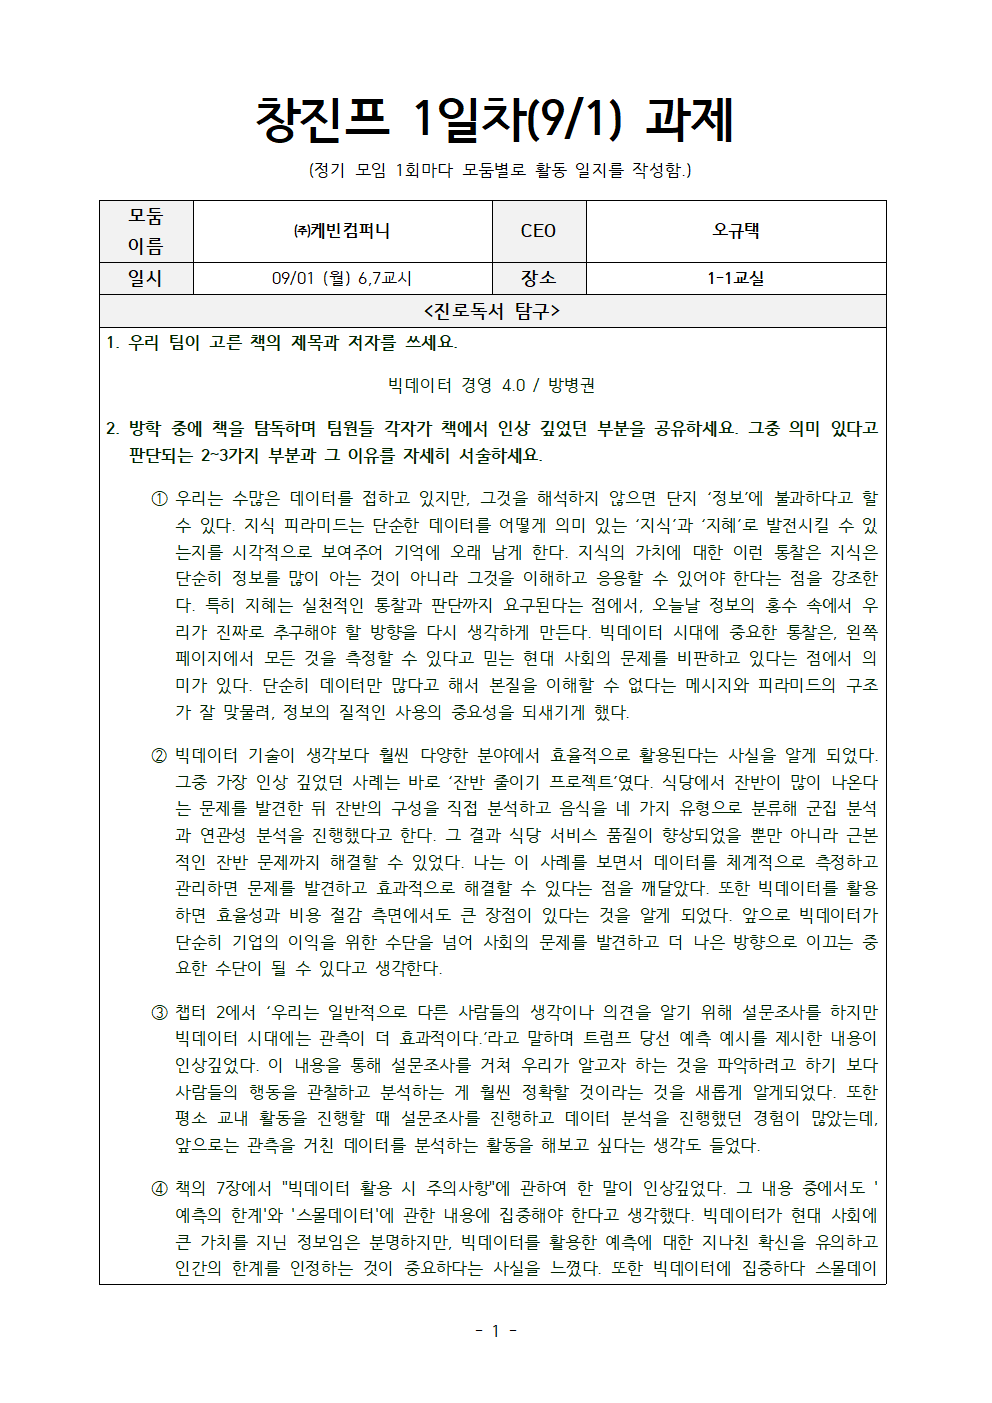 창진프 1일차(9/1) 과제
(정기 모임 1회마다 모둠별로 활동 일지를 작성함.)
모둠
이름
㈜케빈컴퍼니
CEO
오규택
일시
09/01 (월) 6,7교시
장소
1-1교실
<진로독서 탐구>
1. 우리 팀이 고른 책의 제목과 저자를 쓰세요.
빅데이터 경영 4.0 / 방병권
2. 방학 중에 책을 탐독하며 팀원들 각자가 책에서 인상 깊었던 부분을 공유하세요. 그중 의미 있다고
판단되는 2~3가지 부분과 그 이유를 자세히 서술하세요.
① 우리는 수많은 데이터를 접하고 있지만, 그것을 해석하지 않으면 단지 ‘정보’에 불과하다고 할
수 있다. 지식 피라미드는 단순한 데이터를 어떻게 의미 있는 ‘지식’과 ‘지혜’로 발전시킬 수 있
는지를 시각적으로 보여주어 기억에 오래 남게 한다. 지식의 가치에 대한 이런 통찰은 지식은
단순히 정보를 많이 아는 것이 아니라 그것을 이해하고 응용할 수 있어야 한다는 점을 강조한
다. 특히 지혜는 실천적인 통찰과 판단까지 요구된다는 점에서, 오늘날 정보의 홍수 속에서 우
리가 진짜로 추구해야 할 방향을 다시 생각하게 만든다. 빅데이터 시대에 중요한 통찰은, 왼쪽
페이지에서 모든 것을 측정할 수 있다고 믿는 현대 사회의 문제를 비판하고 있다는 점에서 의
미가 있다. 단순히 데이터만 많다고 해서 본질을 이해할 수 없다는 메시지와 피라미드의 구조
가 잘 맞물려, 정보의 질적인 사용의 중요성을 되새기게 했다.
② 빅데이터 기술이 생각보다 훨씬 다양한 분야에서 효율적으로 활용된다는 사실을 알게 되었다.
그중 가장 인상 깊었던 사례는 바로 ‘잔반 줄이기 프로젝트’였다. 식당에서 잔반이 많이 나온다
는 문제를 발견한 뒤 잔반의 구성을 직접 분석하고 음식을 네 가지 유형으로 분류해 군집 분석
과 연관성 분석을 진행했다고 한다. 그 결과 식당 서비스 품질이 향상되었을 뿐만 아니라 근본
적인 잔반 문제까지 해결할 수 있었다. 나는 이 사례를 보면서 데이터를 체계적으로 측정하고
관리하면 문제를 발견하고 효과적으로 해결할 수 있다는 점을 깨달았다. 또한 빅데이터를 활용
하면 효율성과 비용 절감 측면에서도 큰 장점이 있다는 것을 알게 되었다. 앞으로 빅데이터가
단순히 기업의 이익을 위한 수단을 넘어 사회의 문제를 발견하고 더 나은 방향으로 이끄는 중
요한 수단이 될 수 있다고 생각한다.
③ 챕터 2에서 ‘우리는 일반적으로 다른 사람들의 생각이나 의견을 알기 위해 설문조사를 하지만
빅데이터 시대에는 관측이 더 효과적이다.’라고 말하며 트럼프 당선 예측 예시를 제시한 내용이
인상깊었다. 이 내용을 통해 설문조사를 거쳐 우리가 알고자 하는 것을 파악하려고 하기 보다
사람들의 행동을 관찰하고 분석하는 게 훨씬 정확할 것이라는 것을 새롭게 알게되었다. 또한
평소 교내 활동을 진행할 때 설문조사를 진행하고 데이터 분석을 진행했던 경험이 많았는데,
앞으로는 관측을 거친 데이터를 분석하는 활동을 해보고 싶다는 생각도 들었다.
④ 책의 7장에서 "빅데이터 활용 시 주의사항"에 관하여 한 말이 인상깊었다. 그 내용 중에서도 '
예측의 한계'와 '스몰데이터'에 관한 내용에 집중해야 한다고 생각했다. 빅데이터가 현대 사회에
큰 가치를 지닌 정보임은 분명하지만, 빅데이터를 활용한 예측에 대한 지나친 확신을 유의하고
인간의 한계를 인정하는 것이 중요하다는 사실을 느꼈다. 또한 빅데이터에 집중하다 스몰데이
- 1 -